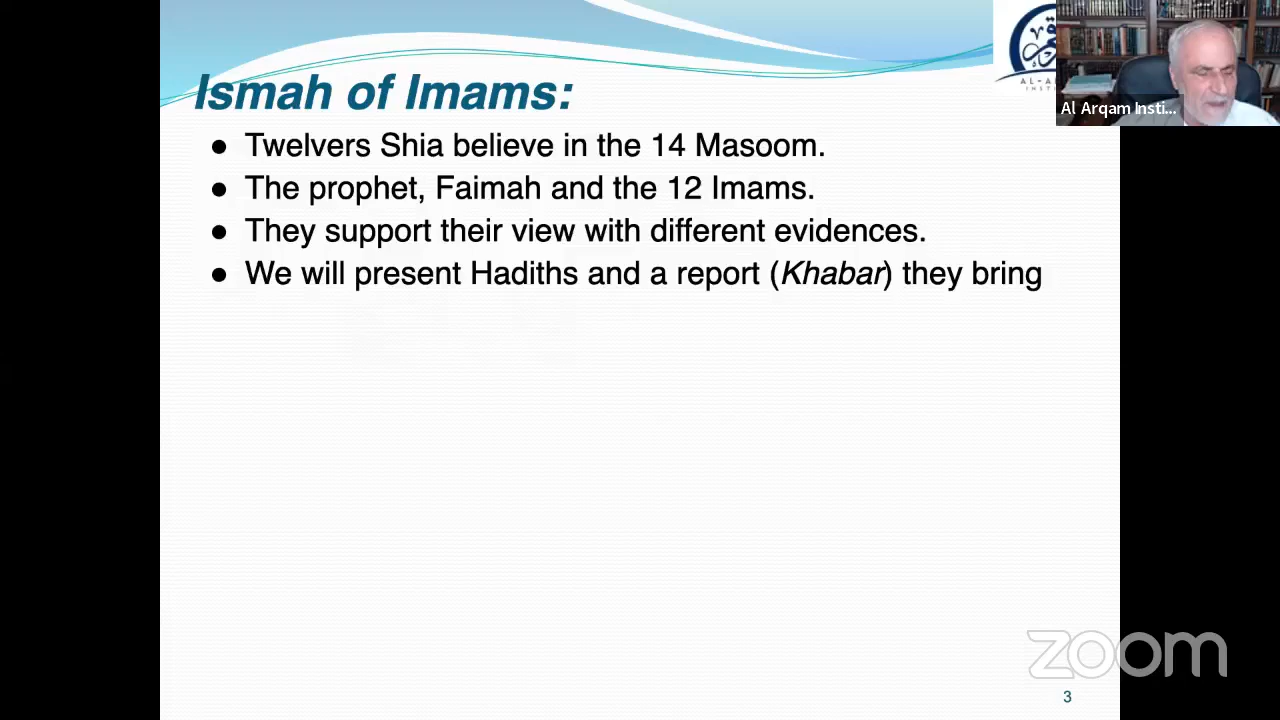 Ismah of Imams:
● Twelvers Shia believe in the 14 Masoom.
● The prophet, Faimah and the 12 Imams.
● They support their view with different evidences.
● We will present Hadiths and a report (Khabar) they bring
Al Arqam Insti...
zoom
3